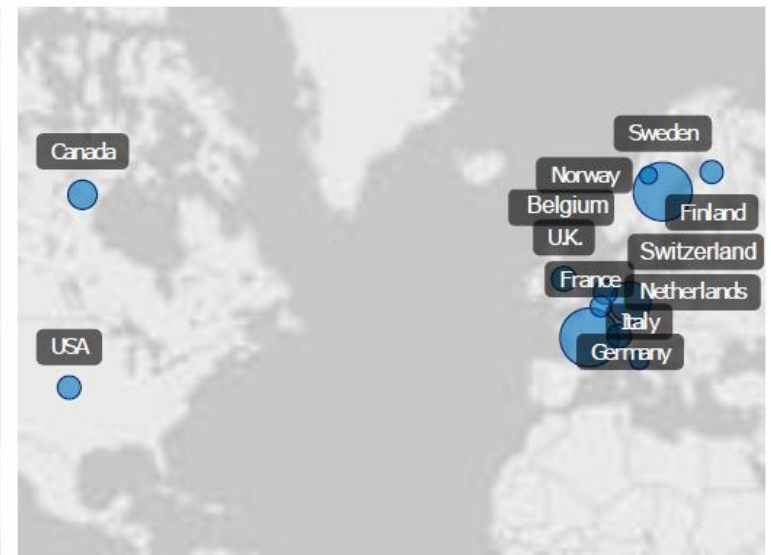 Sweden
Canada
Norway
Belgium
Finland
U.K.
Switzerland
France
Netherlands
Italy
USA
Germany